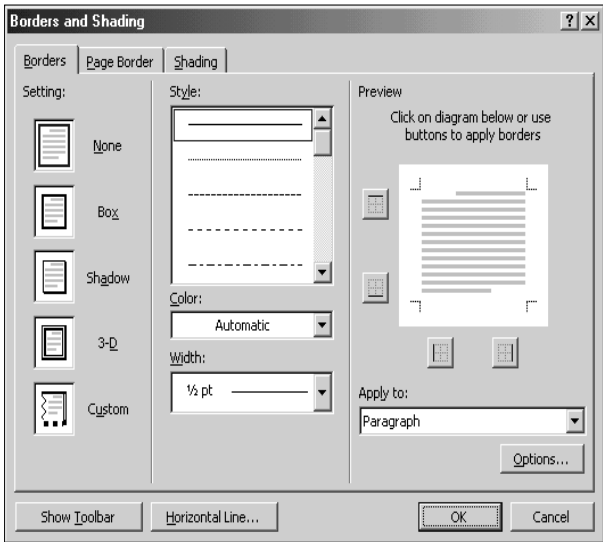 Borders and Shading
Borders
Page Border
Shading
Setting:
None
Box
Shadow
3-D
Custom
Style:
Color:
Automatic
Width:
½ pt
Preview
Click on diagram below or use
buttons to apply borders
Apply to:
Paragraph
Options...
Show Toolbar
Horizontal Line...
OK
Cancel